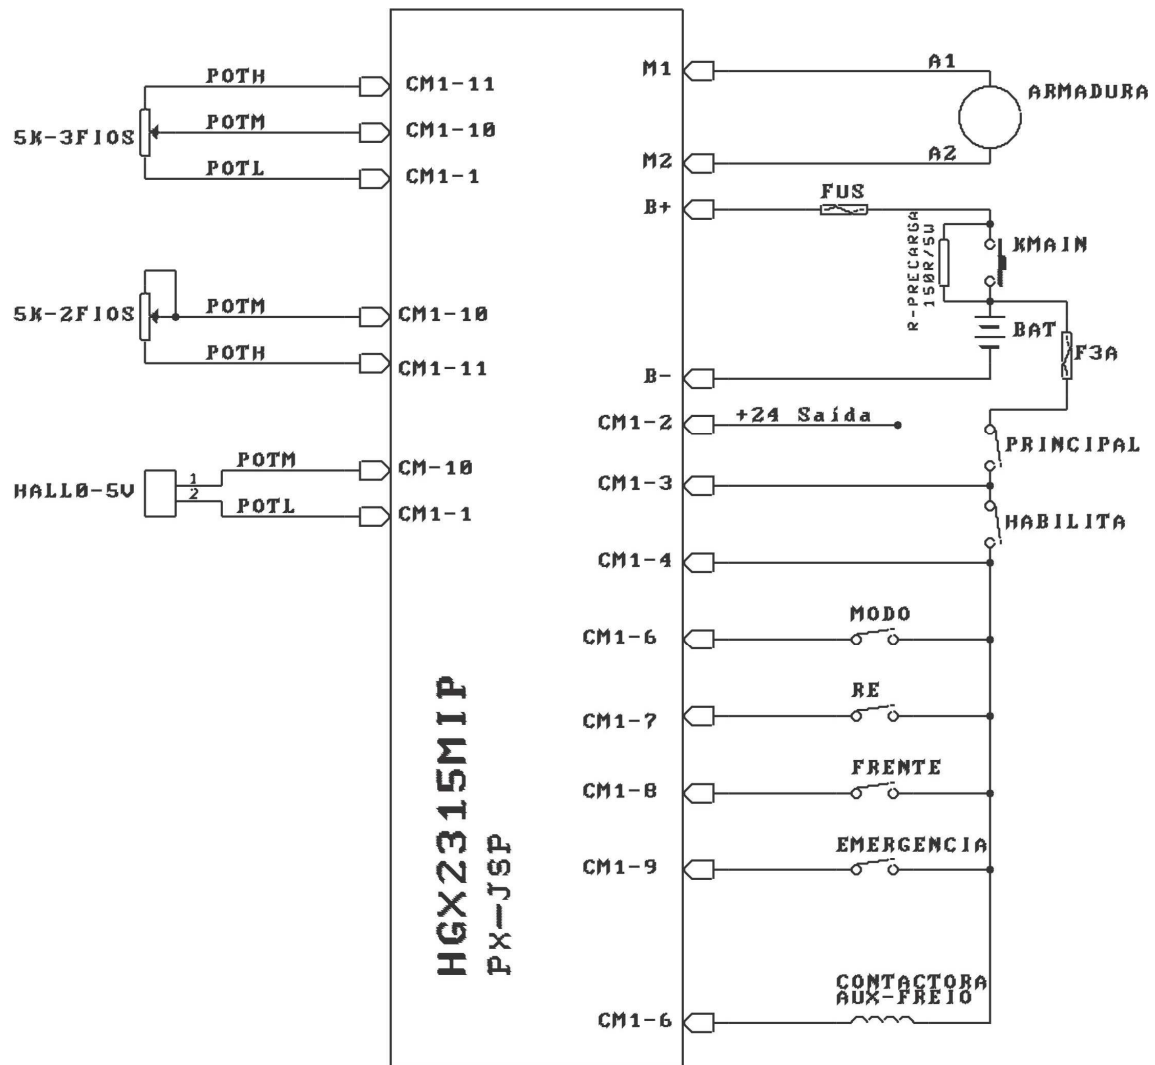 POTH
CM1-11
5K-3FIOS
POTM
CM1-10
POTL
CM1-1
5K-2FIOS
POTM
CM1-10
POTH
CM1-11
HALL0-5V
1
2
POTM
CM-10
POTL
CM1-1
HGX2315MIP
PX-JSP
M1
A1
ARMADURA
M2
A2
B+
FUS
R-PRECARGA
150R/5W
KMAIN
BAT
F3A
B-
CM1-2
+24 Saída
PRINCIPAL
CM1-3
HABILITA
CM1-4
MODO
CM1-6
RE
CM1-7
FRENTE
CM1-8
EMERGENCIA
CM1-9
CONTACTORA
AUX-FREIO
CM1-6